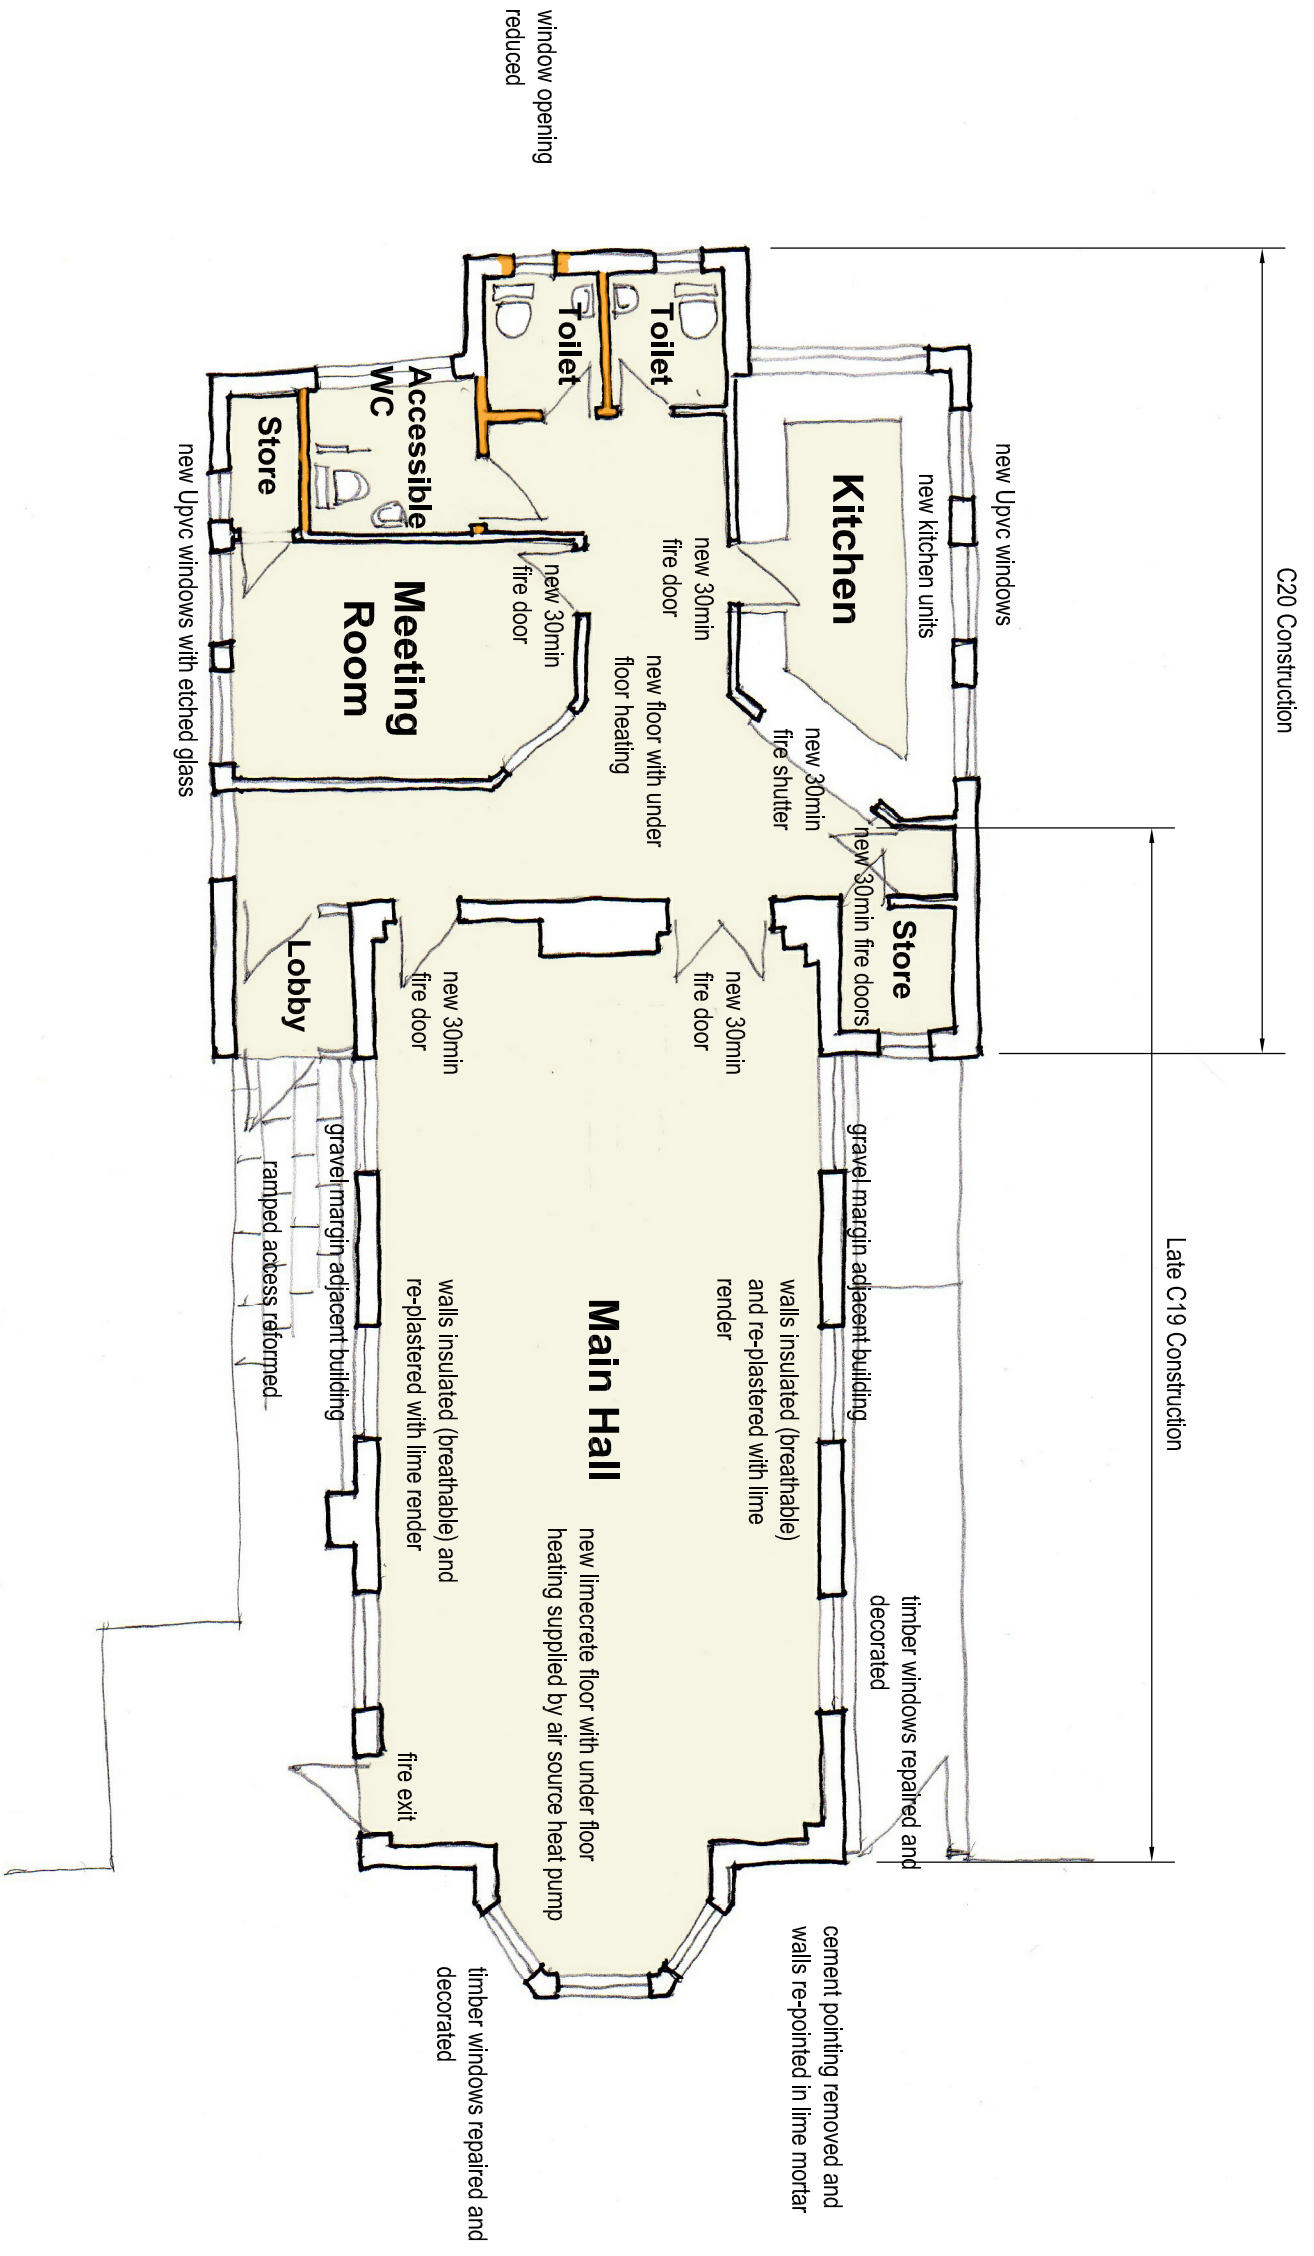 C20 Construction
Late C19 Construction
new Upvc windows
new kitchen units
Kitchen
new 30min
fire shutter
new 30min fire doors
Store
new 30min
fire door
new floor with under
floor heating
window opening
reduced
Toilet
Toilet
Accessible
WC
Store
new 30min
fire door
Meeting
Room
new Upvc windows with etched glass
Lobby
new 30min
fire door
new 30min
fire door
gravel margin adjacent building
timber windows repaired and
decorated
walls insulated (breathable)
and re-plastered with lime
render
Main Hall
new limecrete floor with under floor
heating supplied by air source heat pump
walls insulated (breathable) and
re-plastered with lime render
fire exit
gravel margin adjacent building
ramped access reformed
cement pointing removed and
walls re-pointed in lime mortar
timber windows repaired and
decorated